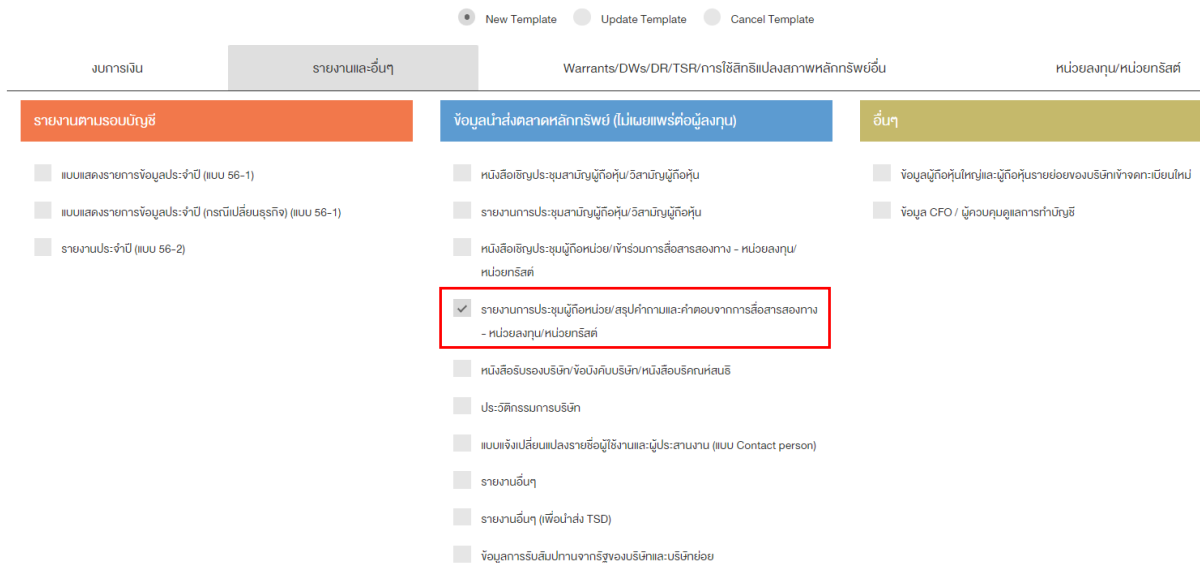 New Template Update Template Cancel Template
งบการเงิน รายงานและอื่นๆ Warrants/DWs/DR/TSR/การใช้สิทธิแปลงสภาพหลักทรัพย์อื่น หน่วยลงทุน/หน่วยทรัสต์
รายงานตามรอบบัญชี
แบบแสดงรายการข้อมูลประจำปี (แบบ 56-1)
แบบแสดงรายการข้อมูลประจำปี (กรณีเปลี่ยนธุรกิจ) (แบบ 56-1)
รายงานประจำปี (แบบ 56-2)
ข้อมูลนำส่งตลาดหลักทรัพย์ (ไม่เผยแพร่ต่อผู้ลงทุน)
หนังสือเชิญประชุมสามัญผู้ถือหุ้น/วิสามัญผู้ถือหุ้น
รายงานการประชุมสามัญผู้ถือหุ้น/วิสามัญผู้ถือหุ้น
หนังสือเชิญประชุมผู้ถือหน่วย/เข้าร่วมการสื่อสารสองทาง - หน่วยลงทุน/
หน่วยทรัสต์
รายงานการประชุมผู้ถือหน่วย/สรุปคำถามและคำตอบจากการสื่อสารสองทาง
- หน่วยลงทุน/หน่วยทรัสต์
หนังสือรับรองบริษัท/ข้อบังคับบริษัท/หนังสือบริคณห์สนธิ
ประวัติกรรมการบริษัท
แบบแจ้งเปลี่ยนแปลงรายชื่อผู้ใช้งานและผู้ประสานงาน (แบบ Contact person)
รายงานอื่นๆ
รายงานอื่นๆ (เพื่อนำส่ง TSD)
ข้อมูลการรับสัมปทานจากรัฐของบริษัทและบริษัทย่อย
อื่นๆ
ข้อมูลผู้ถือหุ้นใหญ่และผู้ถือหุ้นรายย่อยของบริษัทเข้าจดทะเบียนใหม่
ข้อมูล CFO / ผู้ควบคุมดูแลการทำบัญชี